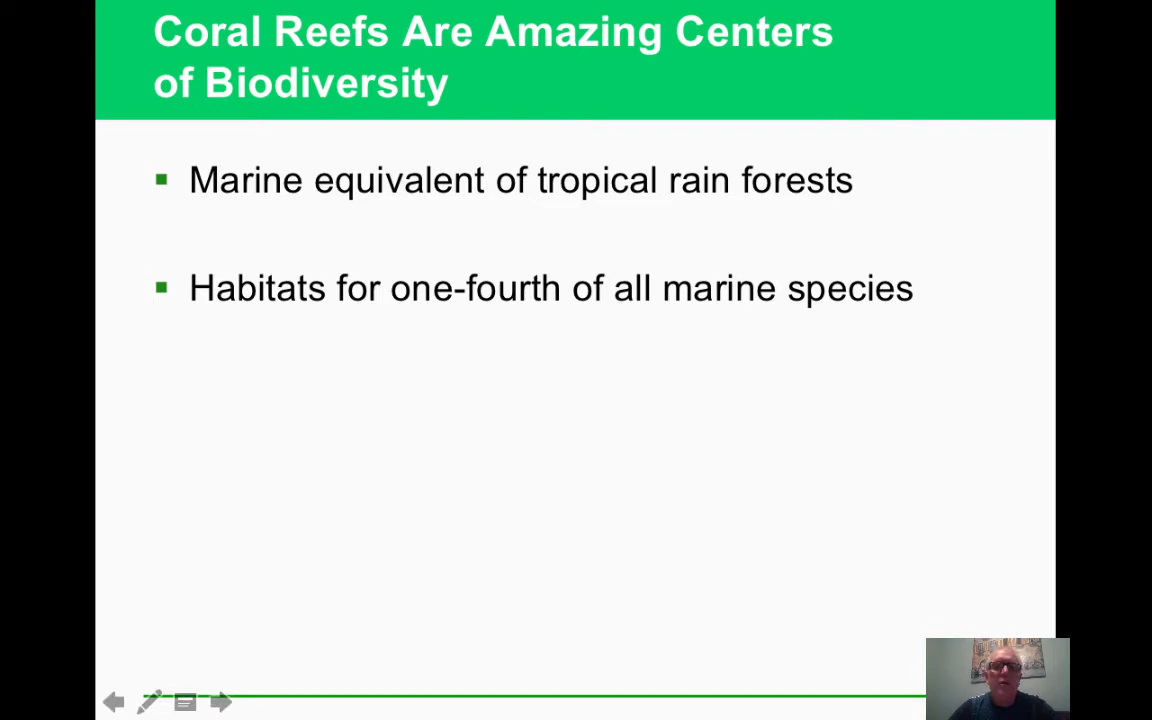 Coral Reefs Are Amazing Centers
of Biodiversity
Marine equivalent of tropical rain forests
Habitats for one-fourth of all marine species